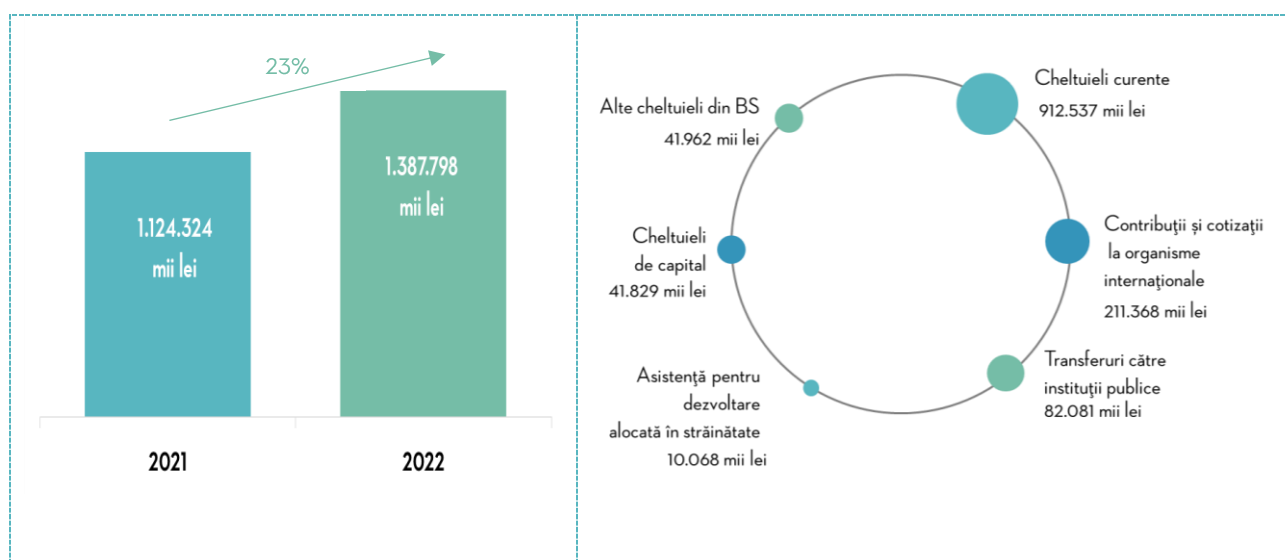 23%
1.124.324
mii lei
1.387.798
mii lei
2021
2022
Cheltuieli curente
912.537 mii lei
Contribuţii și cotizaţii
la organisme
internaţionale
211.368 mii lei
Transferuri către
instituţii publice
82.081 mii lei
Asistenţă pentru
dezvoltare
alocată în străinătate
10.068 mii lei
Cheltuieli
de capital
41.829 mii lei
Alte cheltuieli din BS
41.962 mii lei